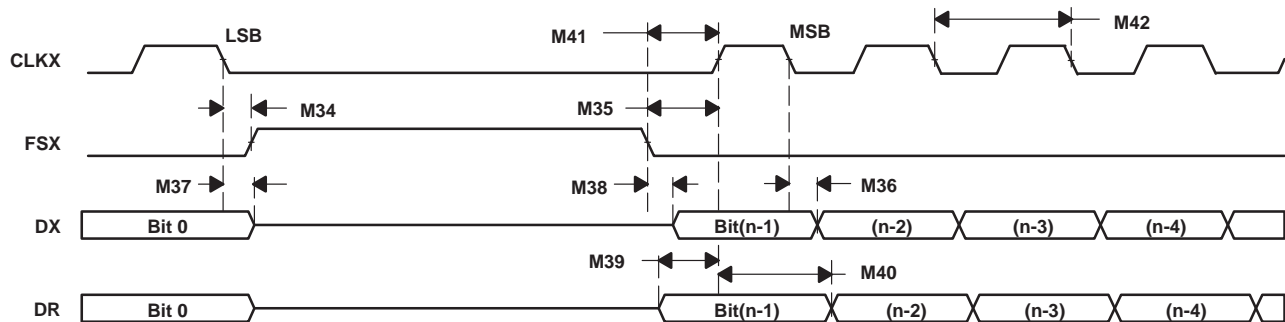 LSB
M41
MSB
M42
CLKX
M34
M35
FSX
M37
M38
M36
DX
Bit 0
Bit(n-1)
(n-2)
(n-3)
(n-4)
M39
M40
DR
Bit 0
Bit(n-1)
(n-2)
(n-3)
(n-4)